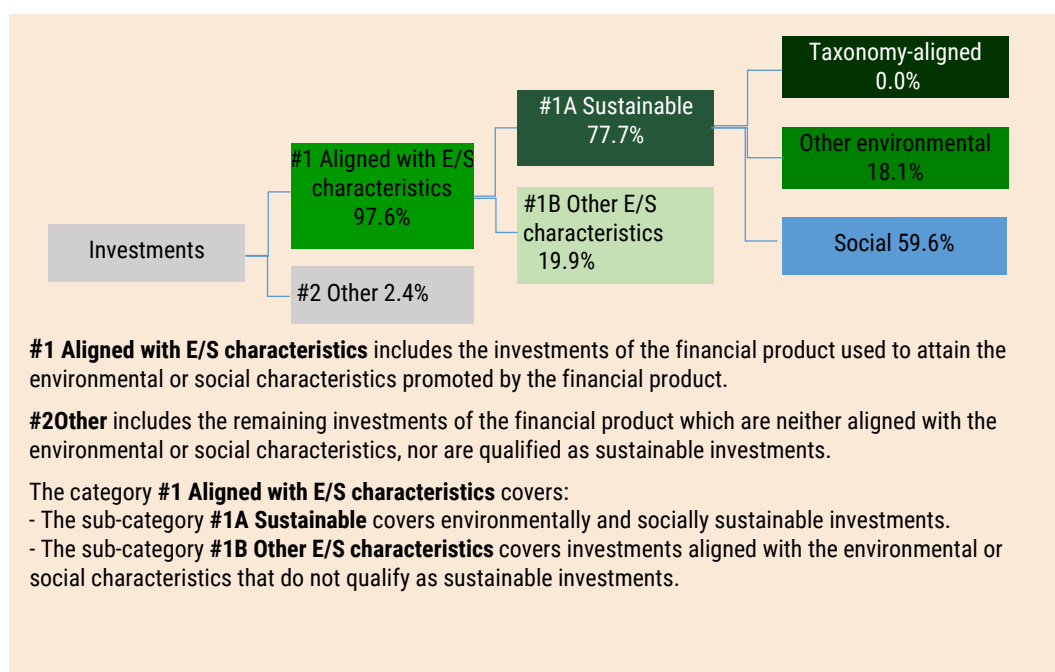 Taxonomy-aligned
0.0%
#1A Sustainable
77.7%
Other environmental
18.1%
#1 Aligned with E/S
characteristics
97.6%
#1B Other E/S
characteristics
19.9%
Social 59.6%
Investments
#2 Other 2.4%
#1 Aligned with E/S characteristics includes the investments of the financial product used to attain the
environmental or social characteristics promoted by the financial product.
#2Other includes the remaining investments of the financial product which are neither aligned with the
environmental or social characteristics, nor are qualified as sustainable investments.
The category #1 Aligned with E/S characteristics covers:
- The sub-category #1A Sustainable covers environmentally and socially sustainable investments.
- The sub-category #1B Other E/S characteristics covers investments aligned with the environmental or
social characteristics that do not qualify as sustainable investments.